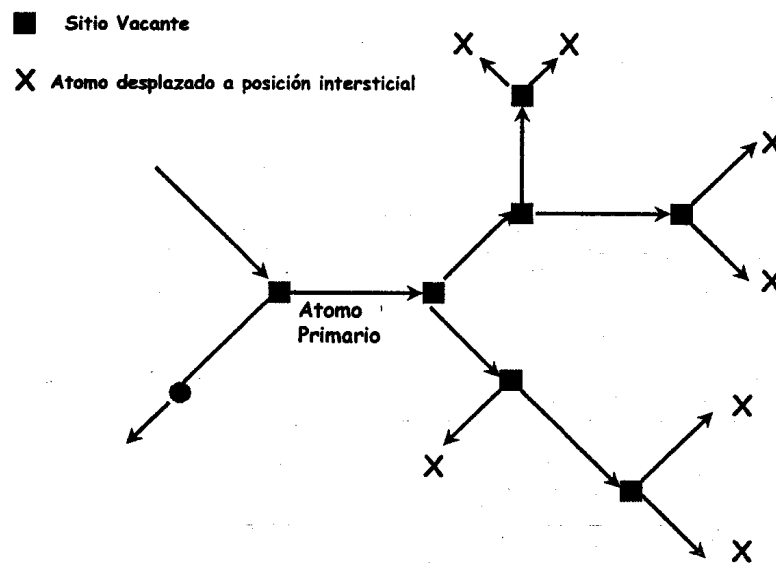 Sitio Vacante
X Atomo desplazado a posición intersticial
X X
X
X
Atomo
Primario
X
X
X